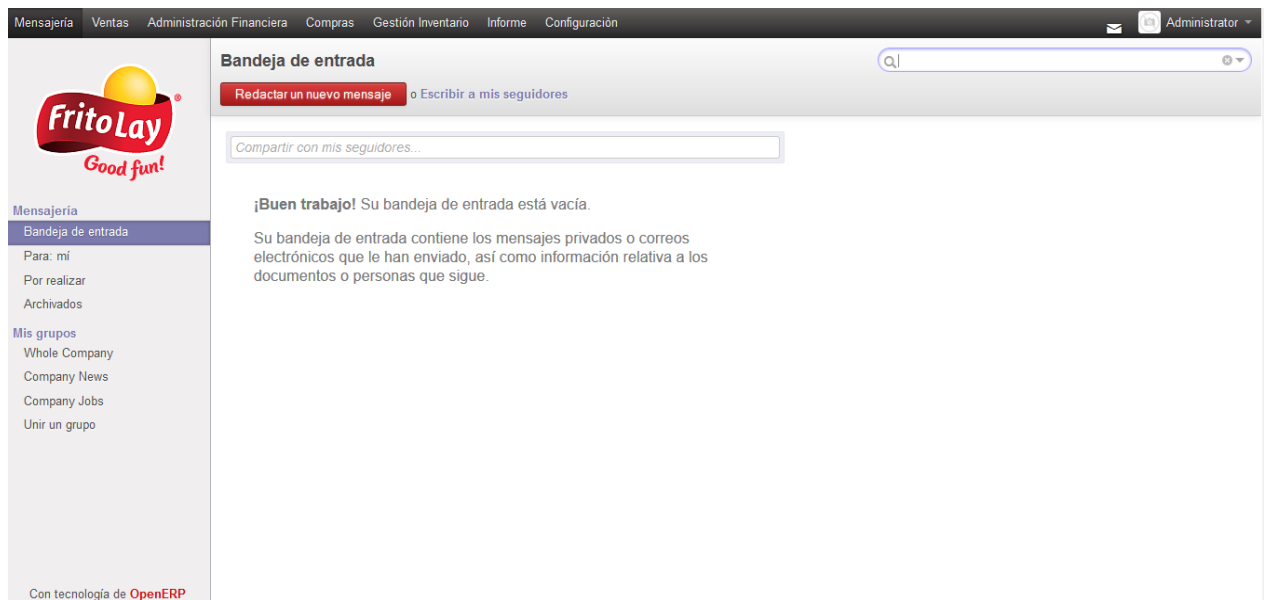 Mensajería Ventas Administración Financiera Compras Gestión Inventario Informe Configuración Administrator
Frito Lay ®
Good fun!
Bandeja de entrada
Redactar un nuevo mensaje o Escribir a mis seguidores
Compartir con mis seguidores...
¡Buen trabajo! Su bandeja de entrada está vacía.
Su bandeja de entrada contiene los mensajes privados o correos
electrónicos que le han enviado, así como información relativa a los
documentos o personas que sigue.
Mensajería
Bandeja de entrada
Para: mí
Por realizar
Archivados
Mis grupos
Whole Company
Company News
Company Jobs
Unir un grupo
Con tecnología de OpenERP